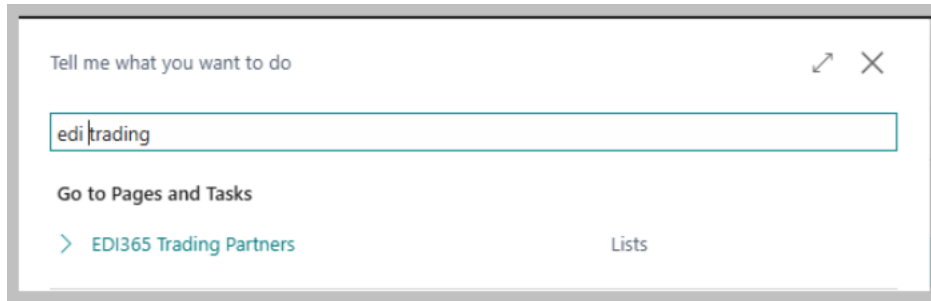 Tell me what you want to do
edi trading
Go to Pages and Tasks
EDI365 Trading Partners Lists